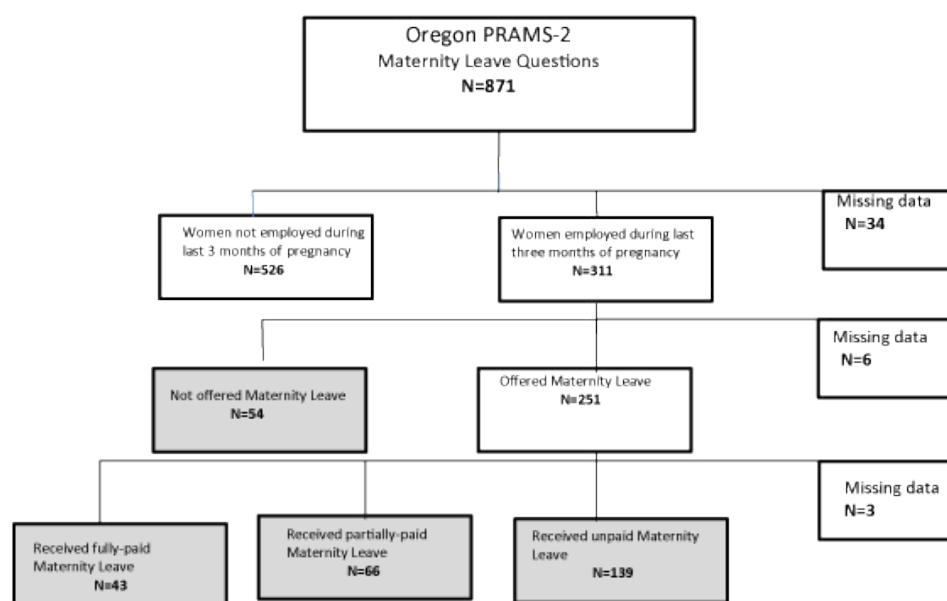 Oregon PRAMS-2
Maternity Leave Questions
N=871
Missing data
N=34
Women not employed during
last 3 months of pregnancy
N=526
Women employed during last
three months of pregnancy
N=311
Missing data
N=6
Not offered Maternity Leave
N=54
Offered Maternity Leave
N=251
Missing data
N=3
Received fully-paid
Maternity Leave
N=43
Received partially-paid
Maternity Leave
N=66
Received unpaid Maternity
Leave
N=139